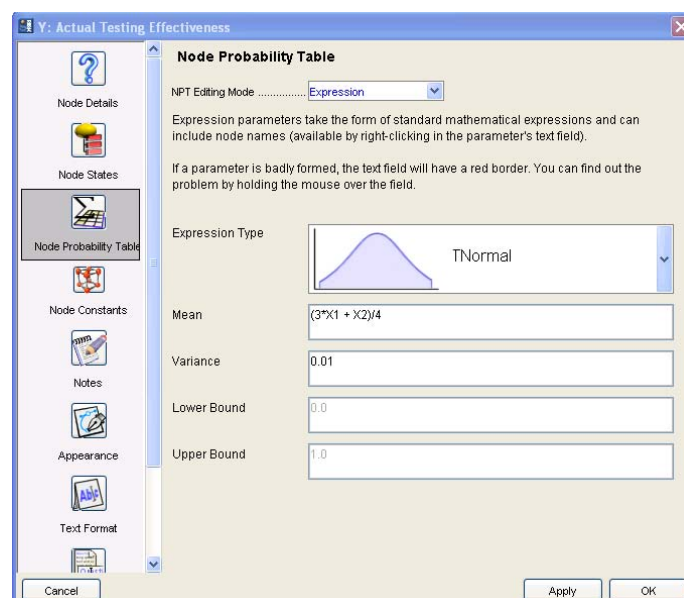 Y: Actual Testing Effectiveness
Node Details
Node States
Node Probability Table
Node Constants
Notes
Appearance
Text Format
Node Probability Table
NPT Editing Mode ................ Expression
Expression parameters take the form of standard mathematical expressions and can
include node names (available by right-clicking in the parameter's text field).
If a parameter is badly formed, the text field will have a red border. You can find out the
problem by holding the mouse over the field.
Expression Type
TNormal
Mean
(3*X1 + X2)/4
Variance
0.01
Lower Bound
0.0
Upper Bound
1.0
Cancel
Apply
OK